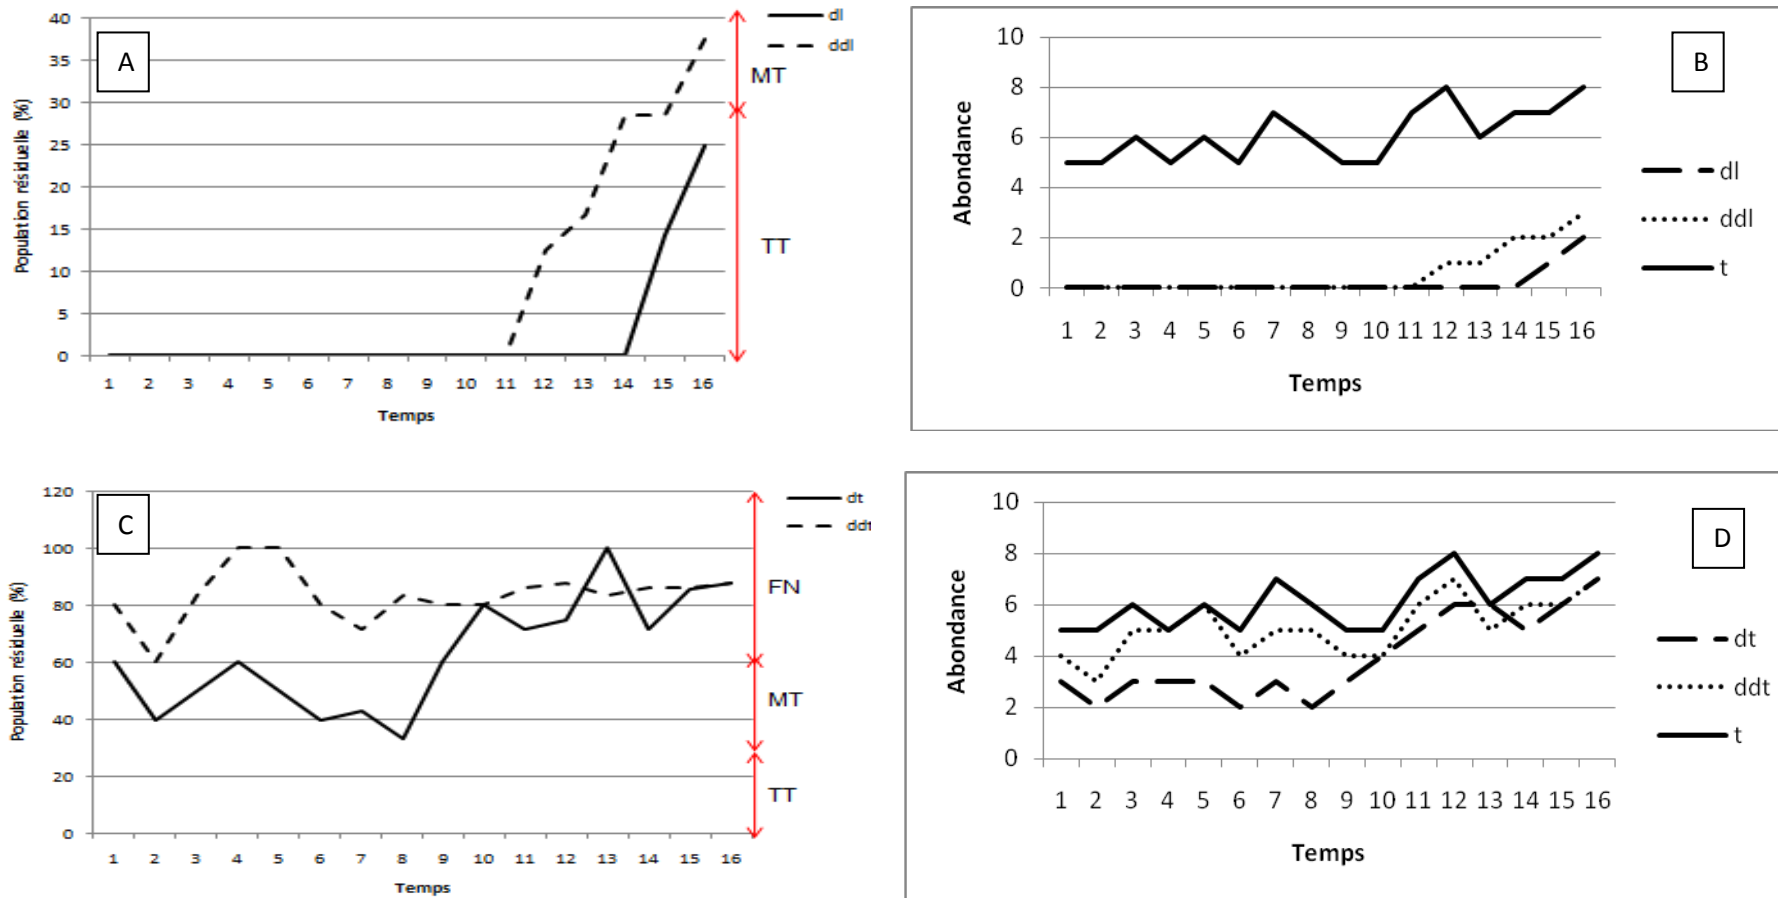 A
Population résiduelle (%)
40
35
30
25
20
15
10
5
0
1 2 3 4 5 6 7 8 9 10 11 12 13 14 15 16
Temps
dl
ddl
MT
TT
B
Abondance
10
8
6
4
2
0
1 2 3 4 5 6 7 8 9 10 11 12 13 14 15 16
Temps
dl
ddl
t
C
Population résiduelle (%)
120
100
80
60
40
20
0
1 2 3 4 5 6 7 8 9 10 11 12 13 14 15 16
Temps
dt
ddt
FN
MT
TT
D
Abondance
10
8
6
4
2
0
1 2 3 4 5 6 7 8 9 10 11 12 13 14 15 16
Temps
dt
ddt
t